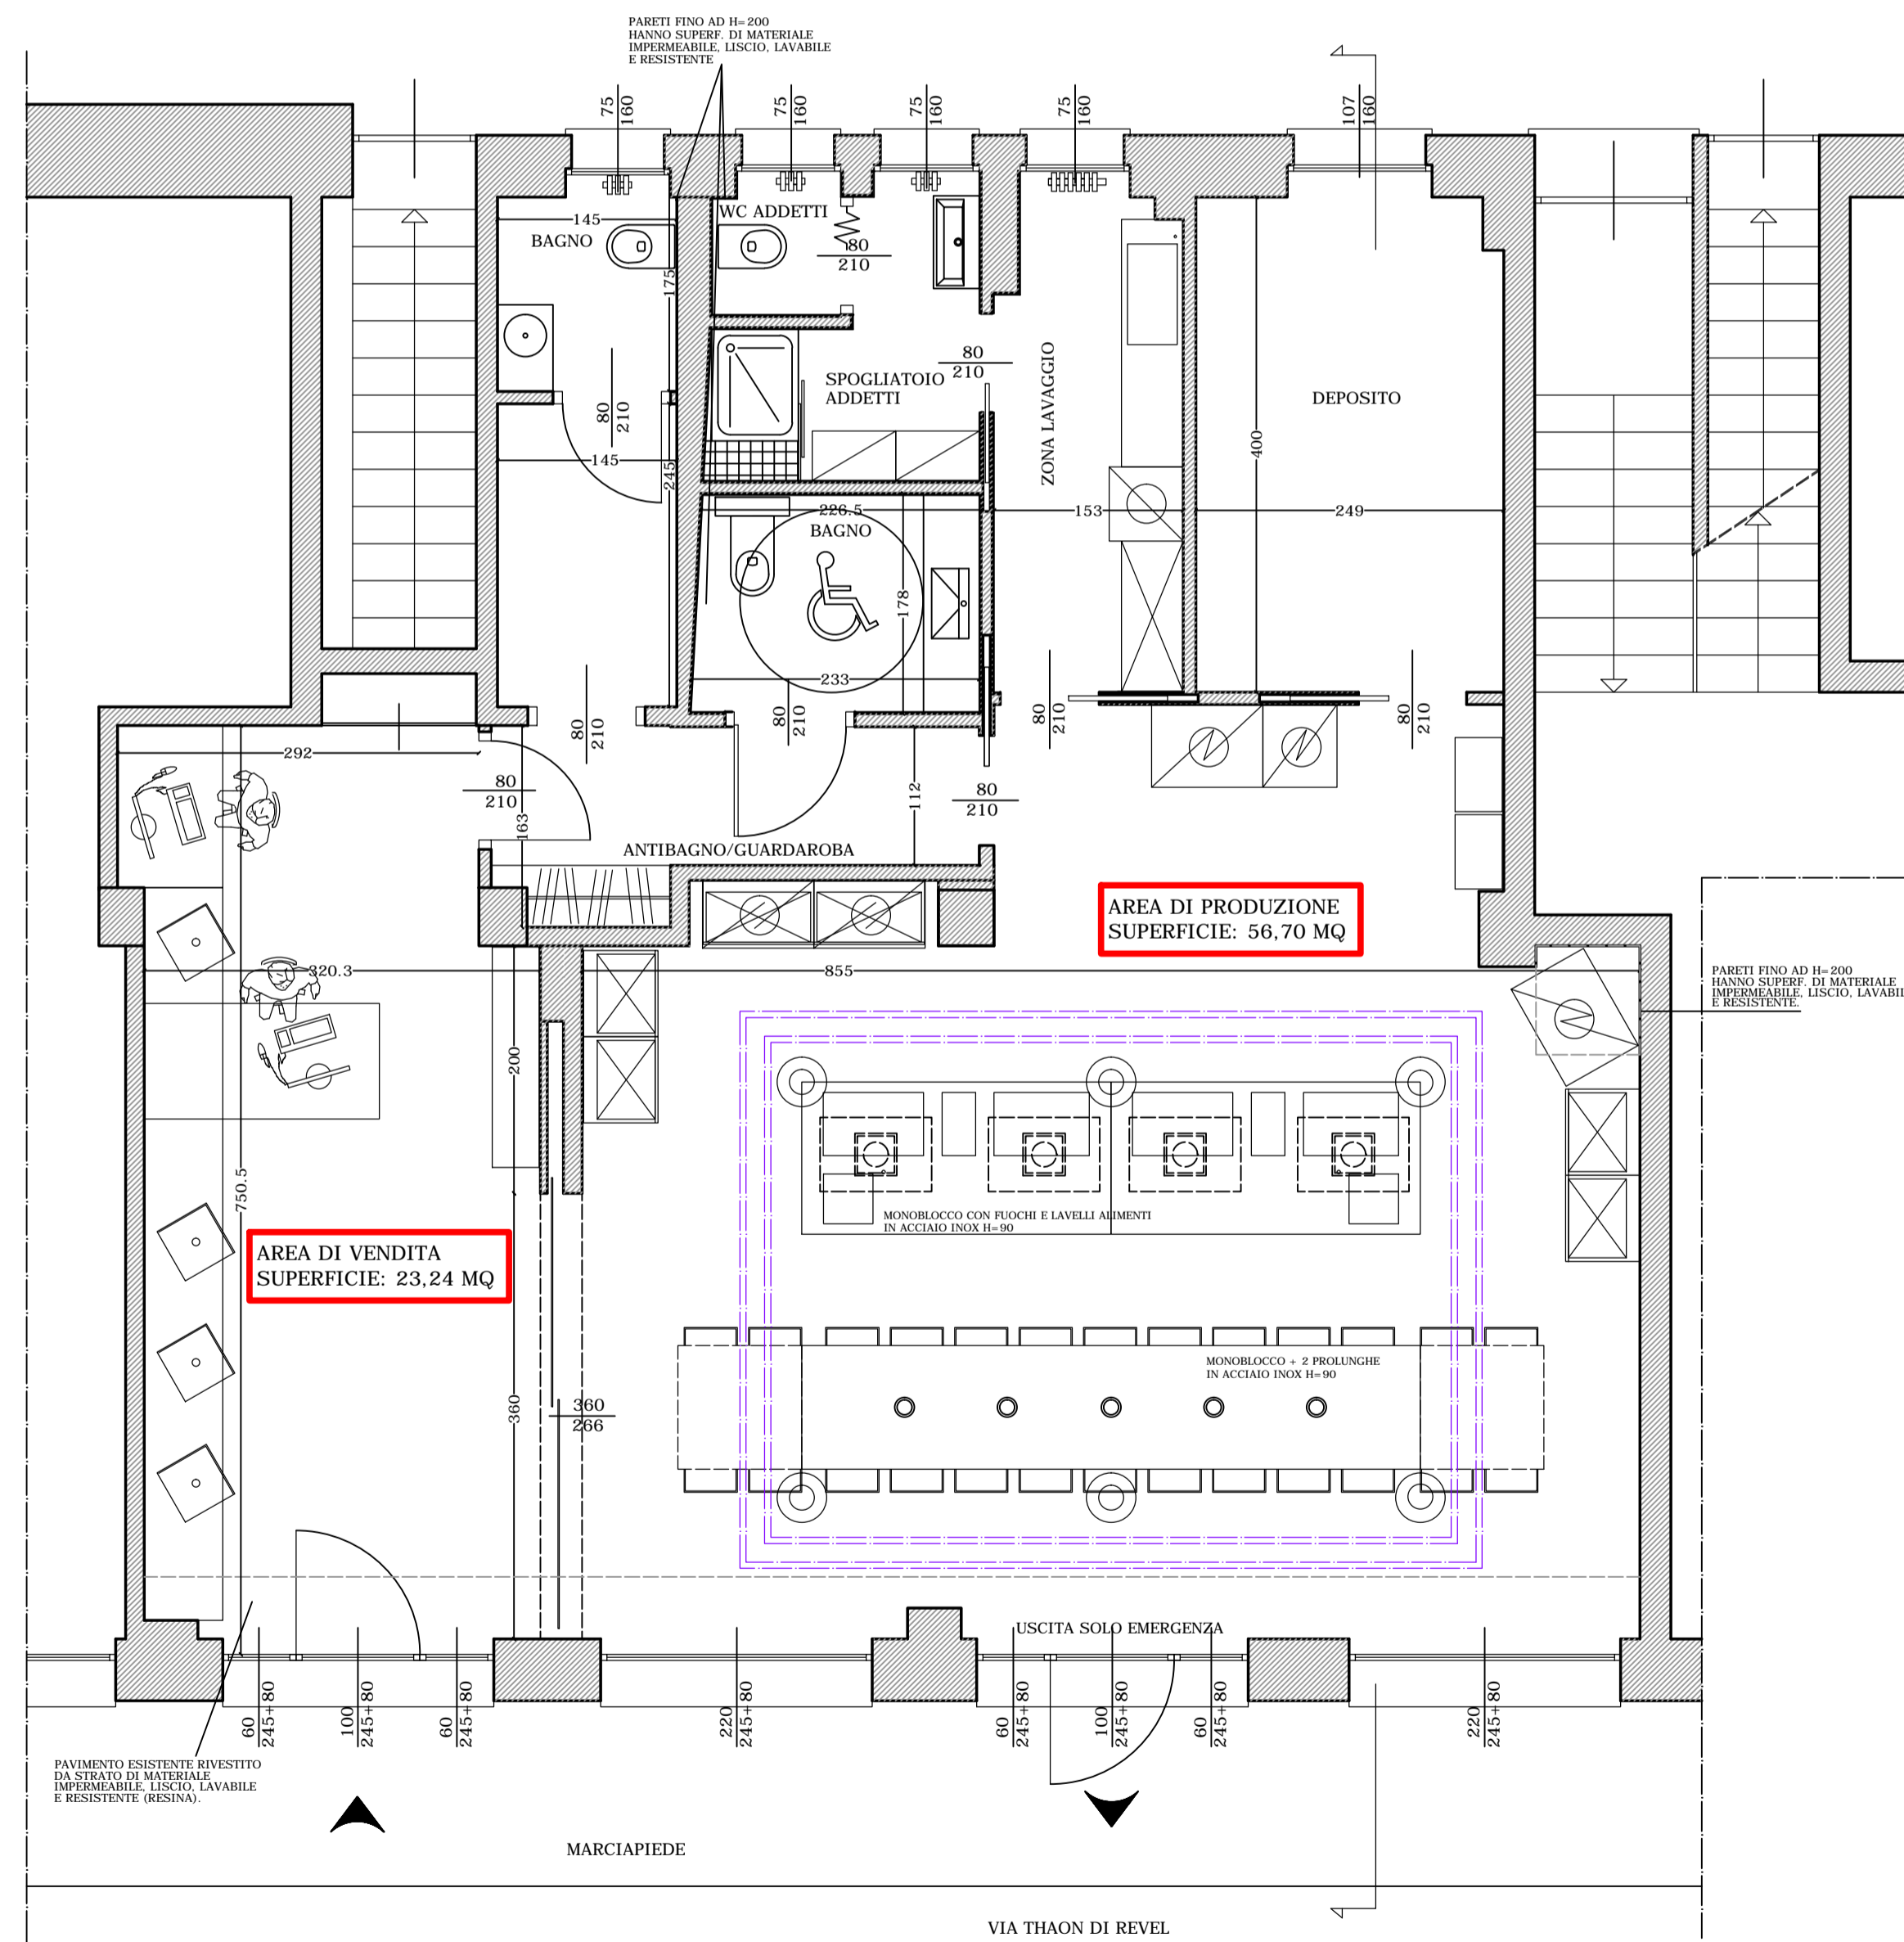 PARETI FINO AD H=200
HANNO SUPERF. DI MATERIALE
IMPERMEABILE, LISCIO, LAVABILE
E RESISTENTE
75
160
75
160
75
160
75
160
107
160
145
BAGNO
WC ADDETTI
80
210
175
80
210
SPOGLIATOIO
ADDETTI
80
210
ZONA LAVAGGIO
DEPOSITO
400
145
245
226.5
BAGNO
153
249
178
233
80
210
80
210
80
210
80
210
292
80
210
163
112
80
210
ANTIBAGNO/GUARDAROBA
AREA DI PRODUZIONE
SUPERFICIE: 56,70 MQ
320.3
855
PARETI FINO AD H=200
HANNO SUPERF. DI MATERIALE
IMPERMEABILE, LISCIO, LAVABIL
E RESISTENTE.
200
750.5
MONOBLOCCO CON FUOCHI E LAVELLI ALIMENTI
IN ACCIAIO INOX H=90
AREA DI VENDITA
SUPERFICIE: 23,24 MQ
MONOBLOCCO + 2 PROLUNGHE
IN ACCIAIO INOX H=90
360
360
266
USCITA SOLO EMERGENZA
60
245+80
100
245+80
60
245+80
220
245+80
60
245+80
100
245+80
60
245+80
220
245+80
PAVIMENTO ESISTENTE RIVESTITO
DA STRATO DI MATERIALE
IMPERMEABILE, LISCIO, LAVABILE
E RESISTENTE (RESINA).
MARCIAPIEDE
VIA THAON DI REVEL